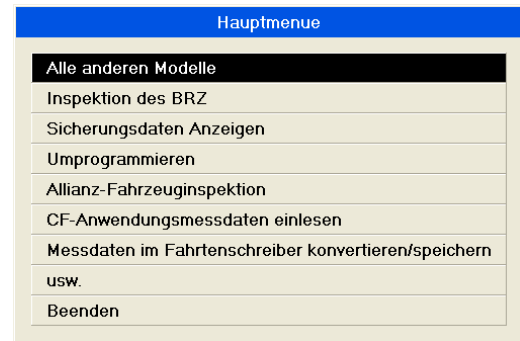 Hauptmenue
Alle anderen Modelle
Inspektion des BRZ
Sicherungsdaten Anzeigen
Umprogrammieren
Allianz-Fahrzeuginspektion
CF-Anwendungsmessdaten einlesen
Messdaten im Fahrtenschreiber konvertieren/speichern
usw.
Beenden